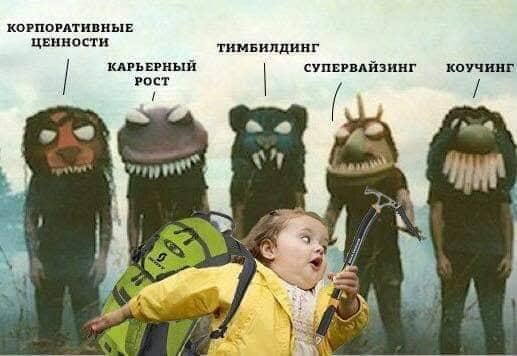 КОРПОРАТИВНЫЕ
ЦЕННОСТИ
КАРЬЕРНЫЙ
РОСТ
ТИМБИЛДИНГ
СУПЕРВАЙЗИНГ
КОУЧИНГ